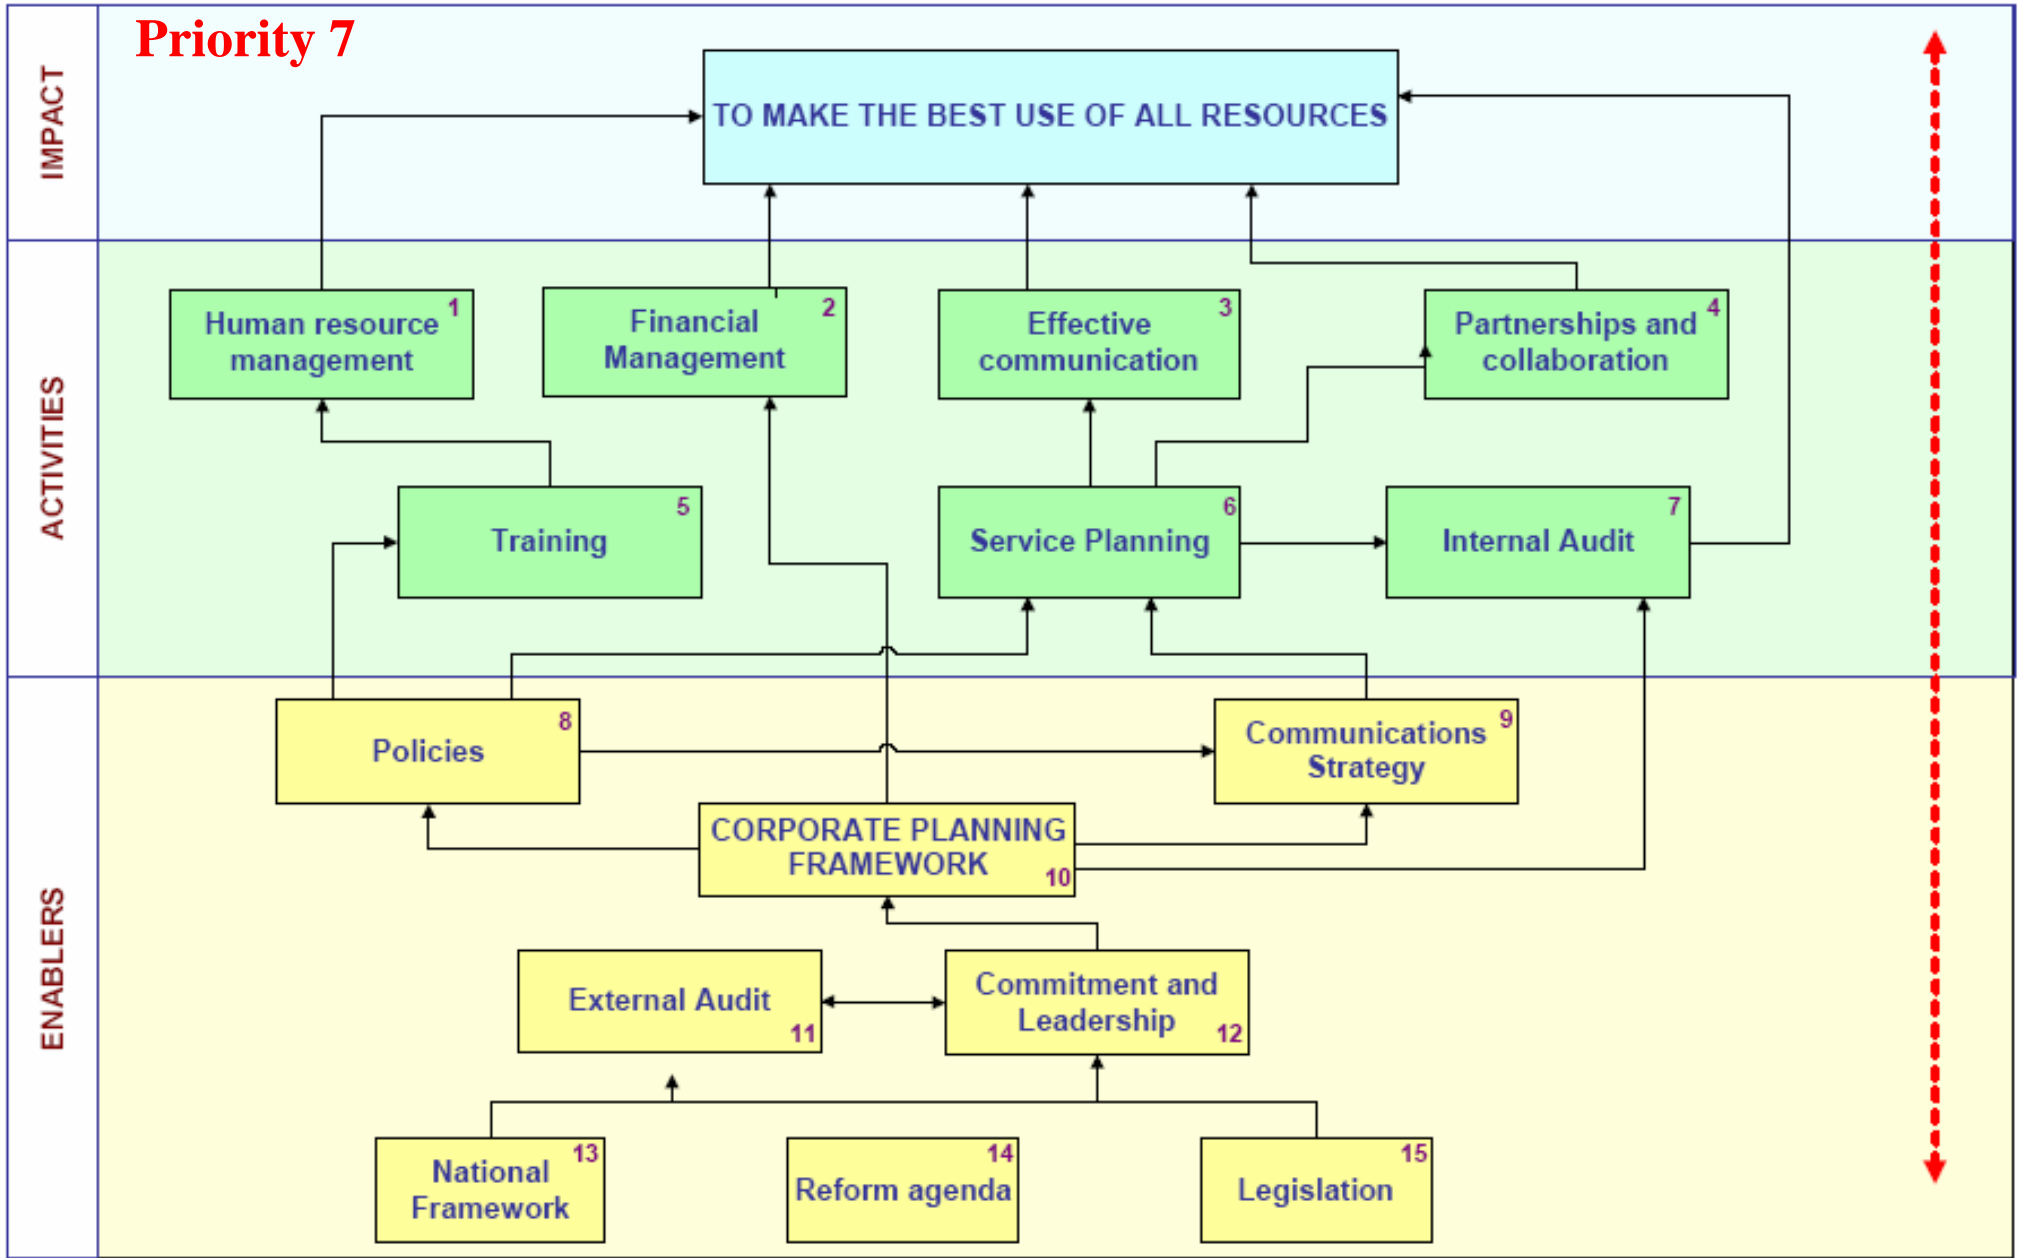 Priority 7
IMPACT
TO MAKE THE BEST USE OF ALL RESOURCES
ACTIVITIES
Human resource
management
1
Financial
Management
2
Effective
communication
3
Partnerships and
collaboration
4
Training
5
Service Planning
6
Internal Audit
7
ENABLERS
Policies
8
Communications
Strategy
9
CORPORATE PLANNING
FRAMEWORK
10
External Audit
11
Commitment and
Leadership
12
National
Framework
13
Reform agenda
14
Legislation
15